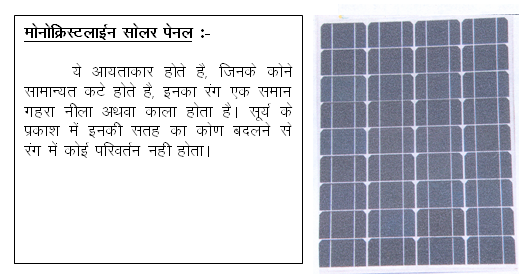 मोनोक्रिस्टलाईन सोलर पेनल :-
ये आयताकार होते है, जिनके कोने
सामान्यत कटे होते है, इनका रंग एक समान
गहरा नीला अथवा काला होता है। सूर्य के
प्रकाश में इनकी सतह का कोण बदलने से
रंग में कोई परिवर्तन नही होता।